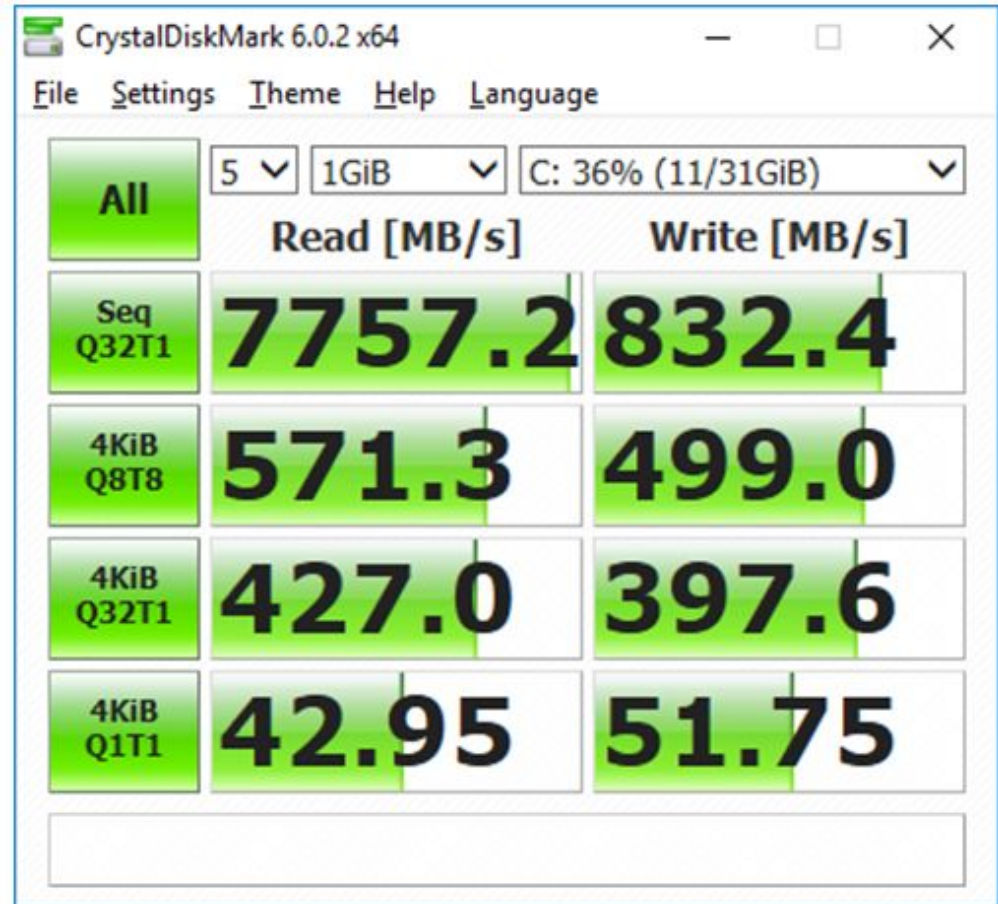 CrystalDiskMark 6.0.2 x64
File Settings Theme Help Language
All
5 1GiB C: 36% (11/31GiB)
Read [MB/s] Write [MB/s]
Seq
Q32T1
7757.2 832.4
4KiB
Q8T8
571.3 499.0
4KiB
Q32T1
427.0 397.6
4KiB
Q1T1
42.95 51.75